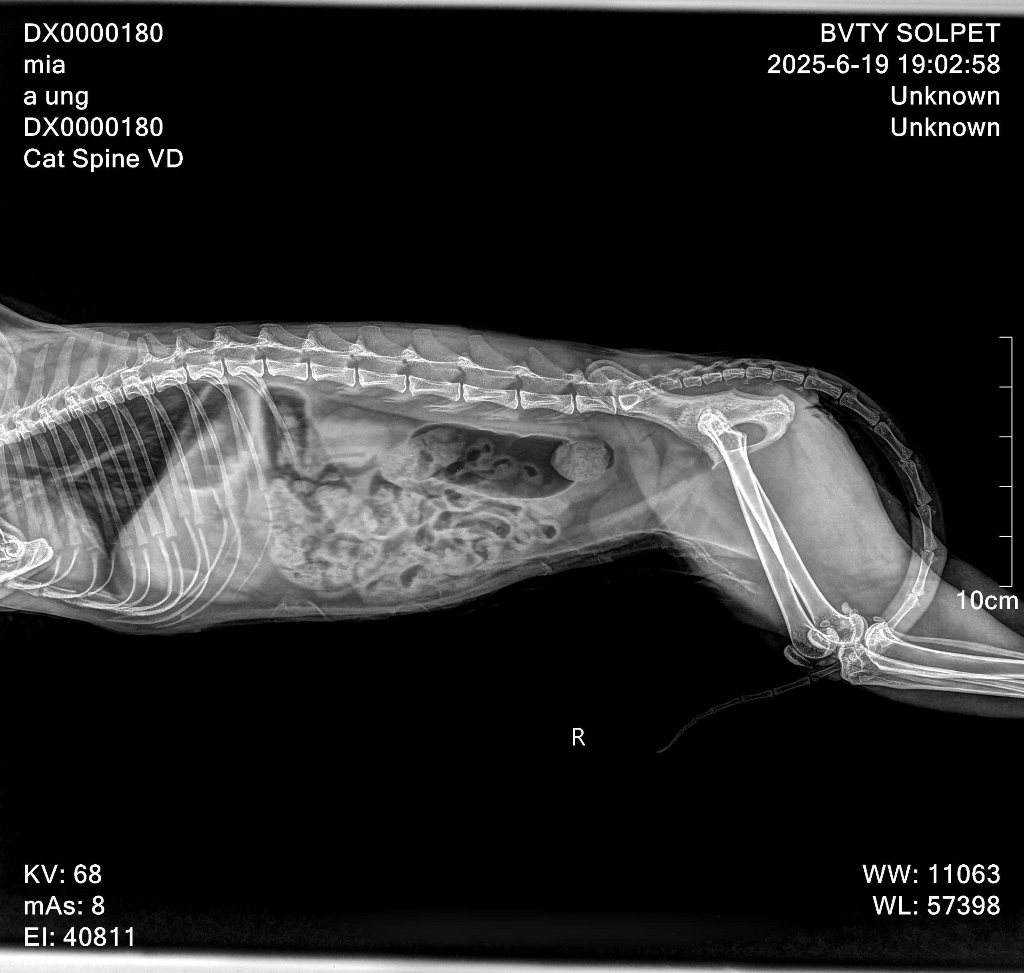 DX0000180
mia
a ung
DX0000180
Cat Spine VD
BVTY SOLPET
2025-6-19 19:02:58
Unknown
Unknown
10cm
R
KV: 68
mAs: 8
EI: 40811
WW: 11063
WL: 57398